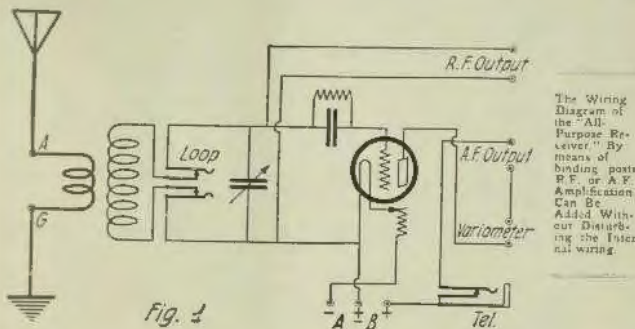 R.F. Output
A
Loop
A.F. Output
G
Variometer
- A ± B +
Fig. 1
Tel.
The Wiring
Diagram of
the "All-
Purpose Re-
ceiver." By
means of
binding posts
R.F. or A.F.
Amplification
Can Be
Added With-
out Disturb-
ing the Inter-
nal wiring.